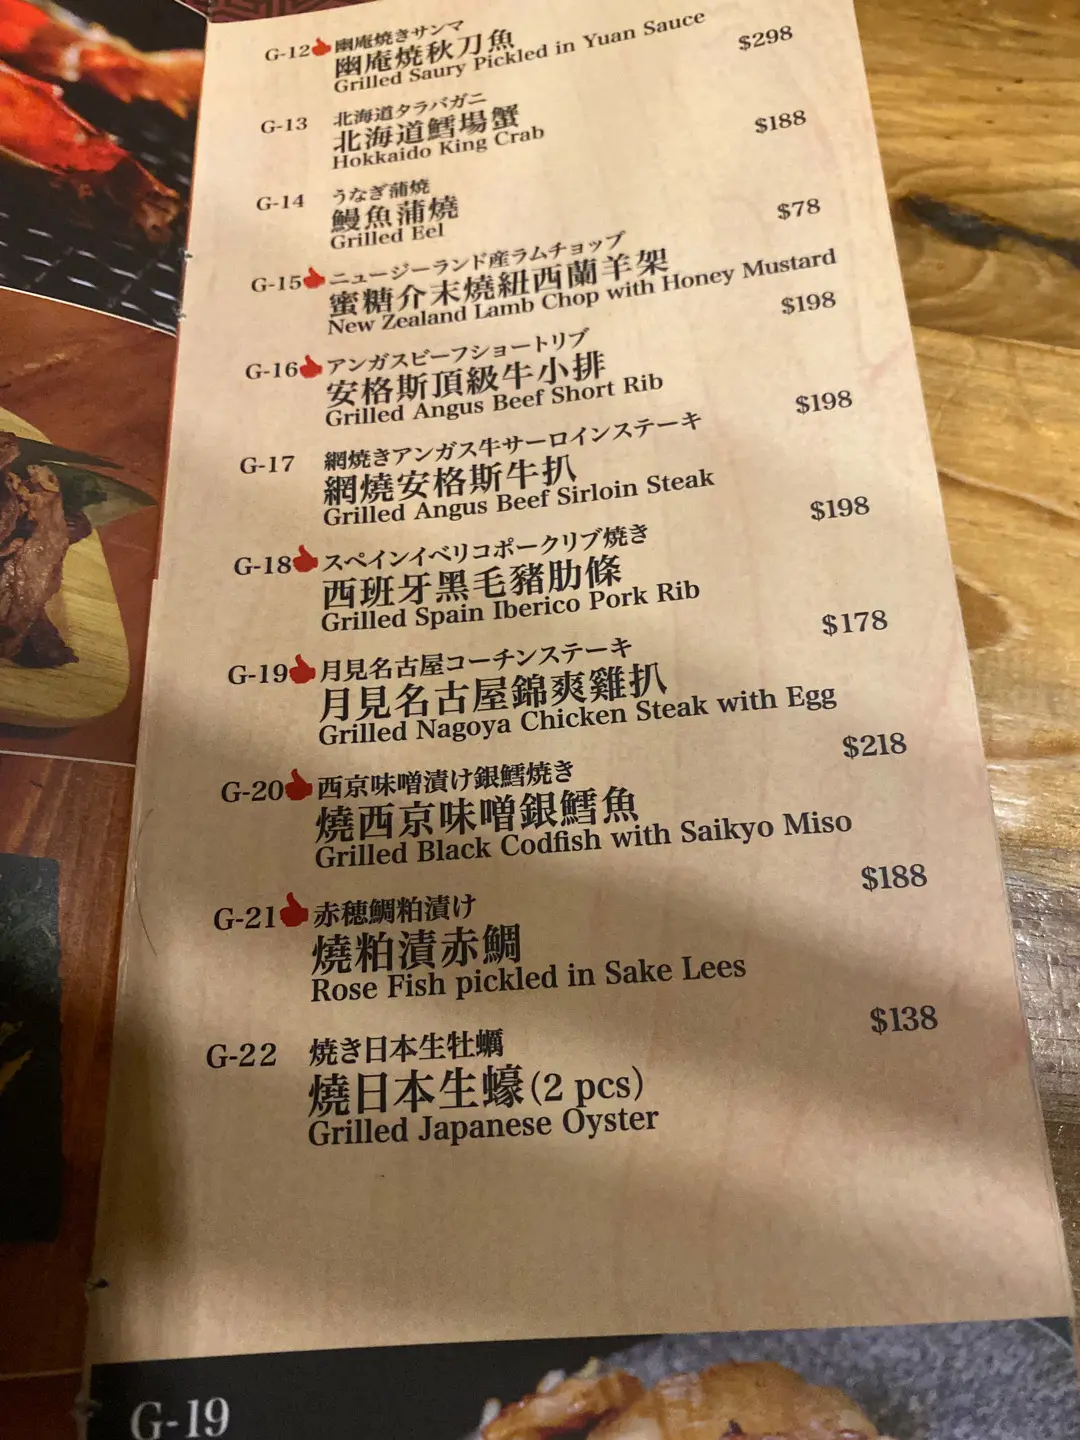 G-12 幽庵焼きサンマ
幽庵燒秋刀魚
Grilled Saury Pickled in Yuan Sauce
$298
G-13 北海道タラバガニ
北海道鱈場蟹
Hokkaido King Crab
$188
G-14 うなぎ蒲焼
鰻魚蒲燒
Grilled Eel
$78
G-15 ニュージーランド産ラムチョップ
蜜糖介末燒紐西蘭羊架
New Zealand Lamb Chop with Honey Mustard
$198
G-16 アンガスビーフショートリブ
安格斯頂級牛小排
Grilled Angus Beef Short Rib
$198
G-17 網焼きアンガス牛サーロインステーキ
網燒安格斯牛扒
Grilled Angus Beef Sirloin Steak
$198
G-18 スペインイベリコポークリブ焼き
西班牙黑毛豬肋條
Grilled Spain Iberico Pork Rib
$178
G-19 月見名古屋コーチンステーキ
月見名古屋錦爽雞扒
Grilled Nagoya Chicken Steak with Egg
$218
G-20 西京味噌漬け銀鱈焼き
燒西京味噌銀鱈魚
Grilled Black Codfish with Saikyo Miso
$188
G-21 赤穂鯛粕漬け
燒粕漬赤鯛
Rose Fish pickled in Sake Lees
$138
G-22 焼き日本生牡蠣
燒日本生蠔(2 pcs)
Grilled Japanese Oyster
G-19